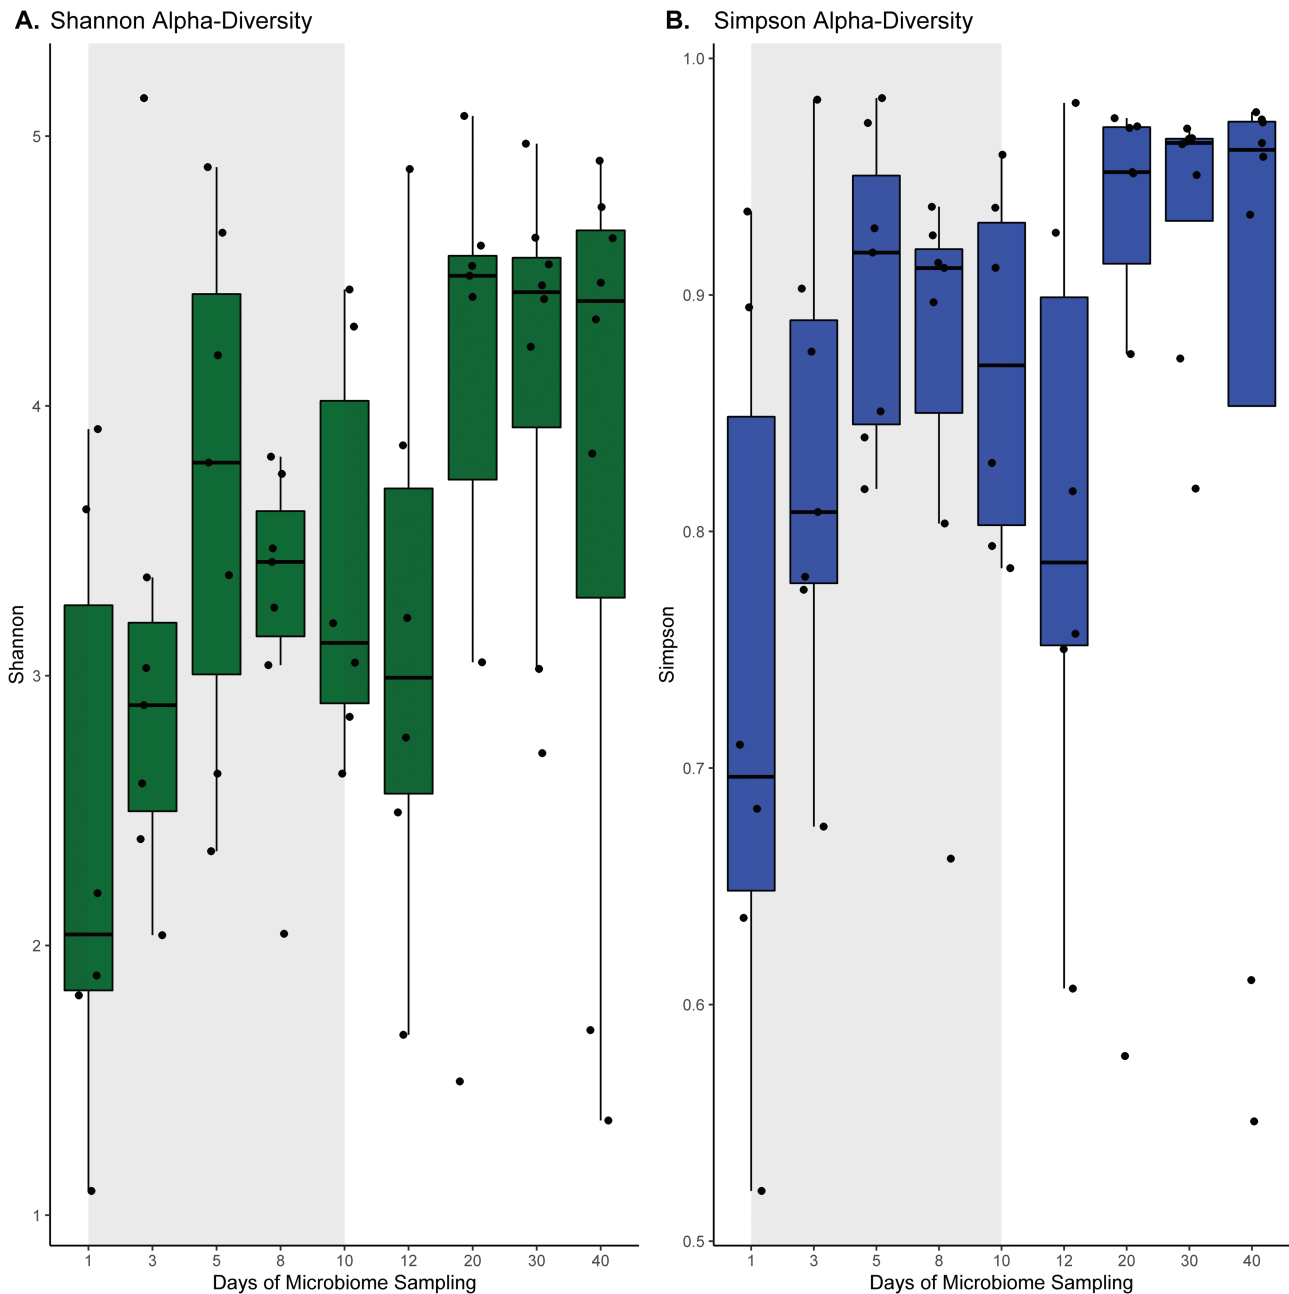 A. Shannon Alpha-Diversity
5
4
3
2
1
Shannon
1 3 5 8 10 12 20 30 40
Days of Microbiome Sampling
B. Simpson Alpha-Diversity
1.0
0.9
0.8
0.7
0.6
0.5
Simpson
1 3 5 8 10 12 20 30 40
Days of Microbiome Sampling